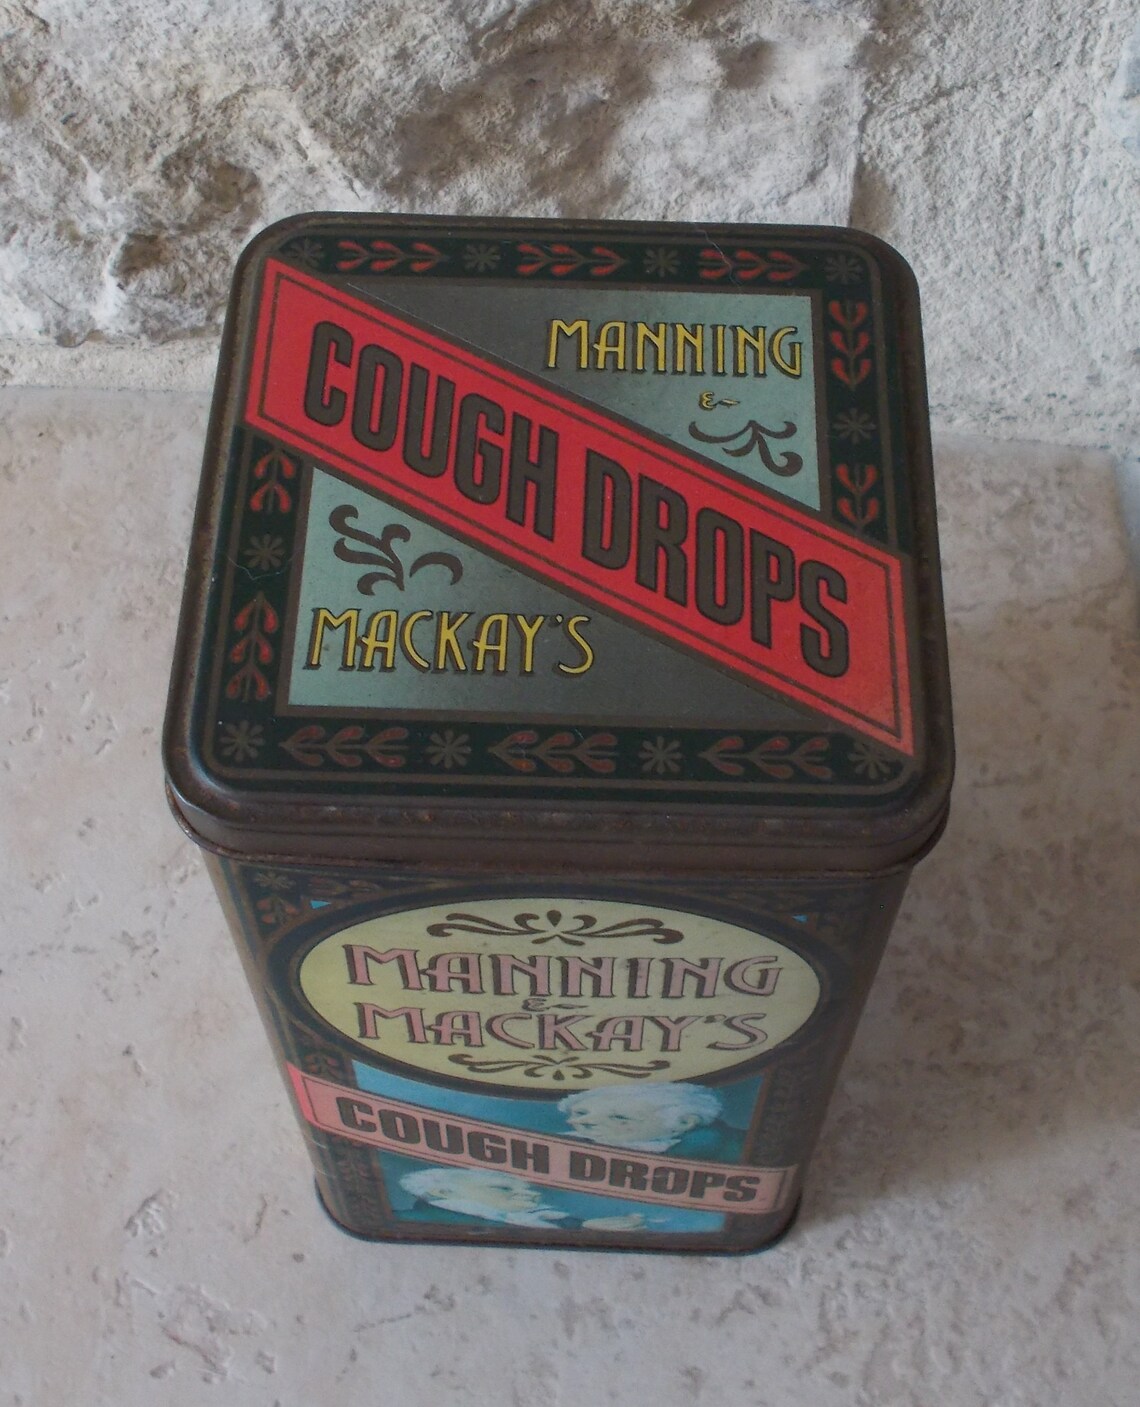 MANNING
&
COUGH DROPS
MACKAY'S
MANNING
&
MACKAY'S
COUGH DROPS